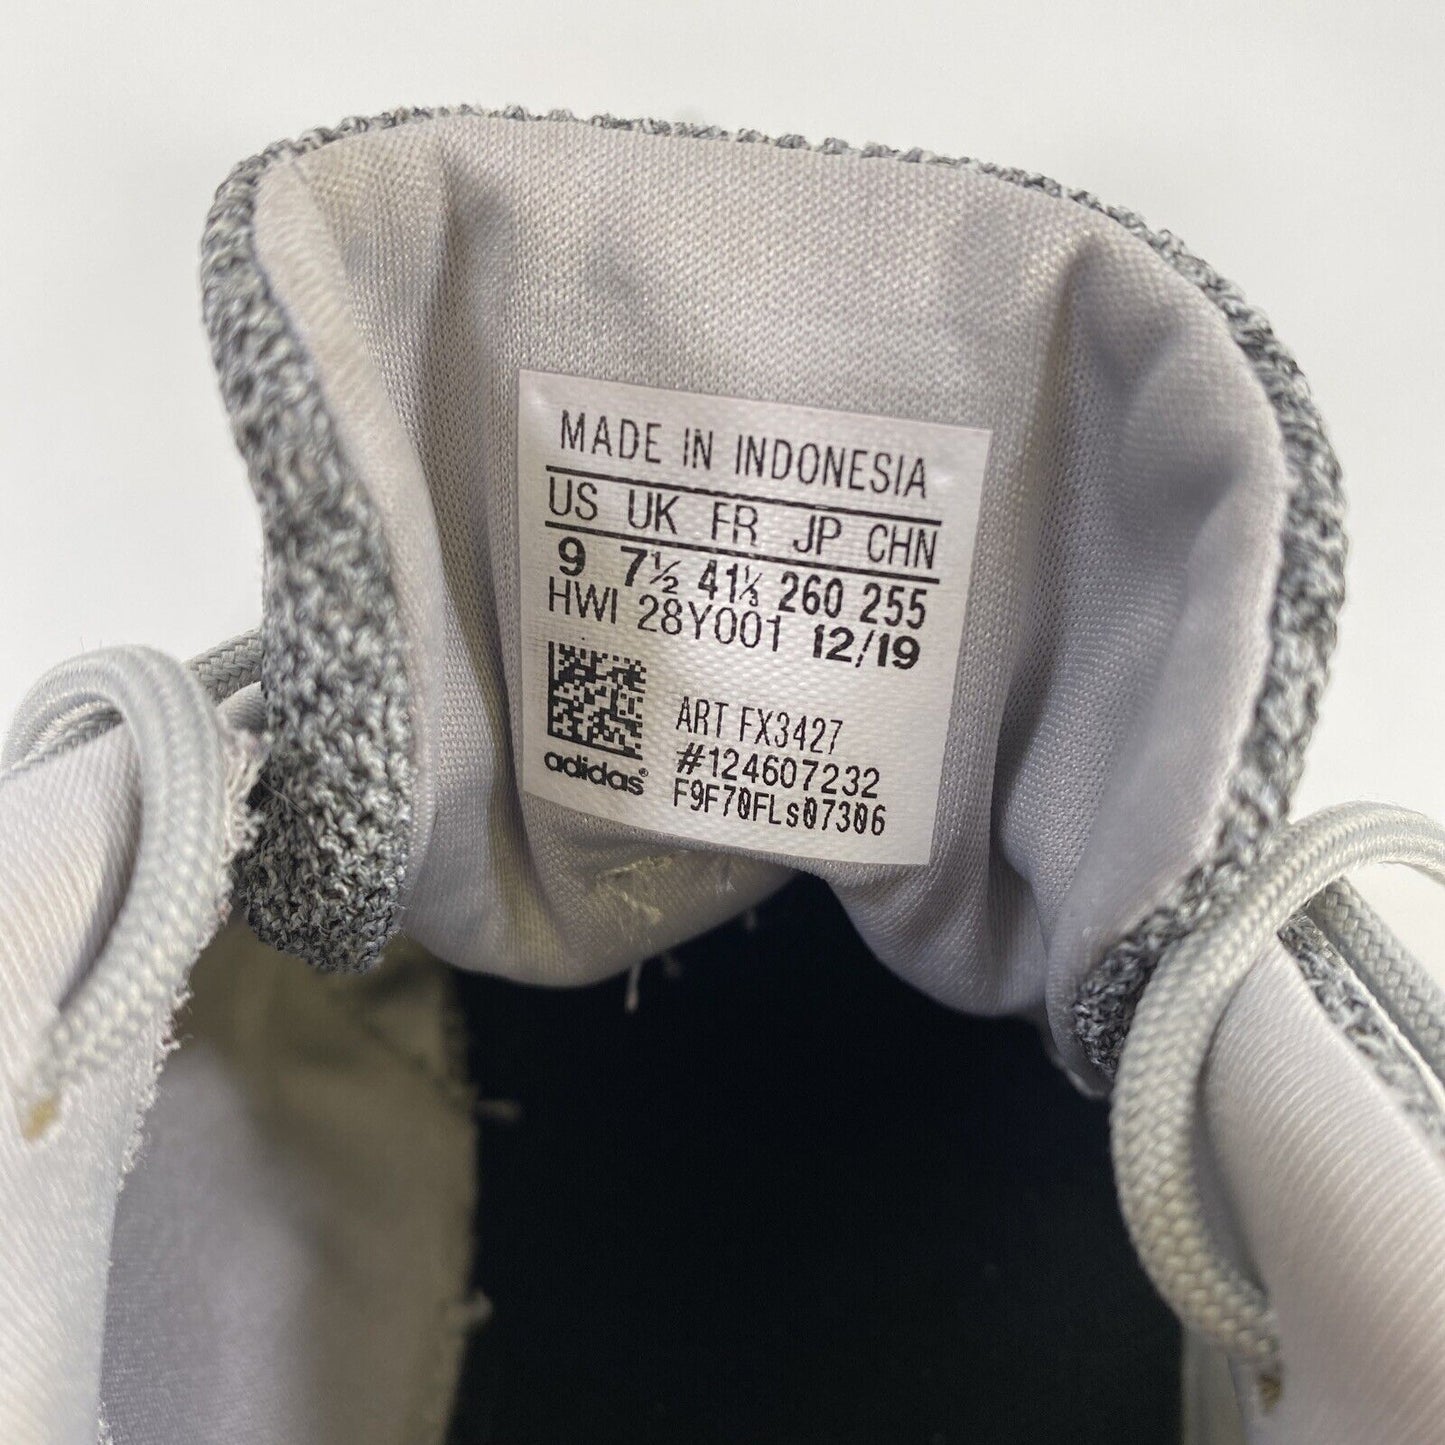 MADE IN INDONESIA
US UK FR JP CHN
9 7½ 41⅓ 260 255
HWI 28Y001 12/19
ART FX3427
#124607232
adidas®
F9F70FLs07306